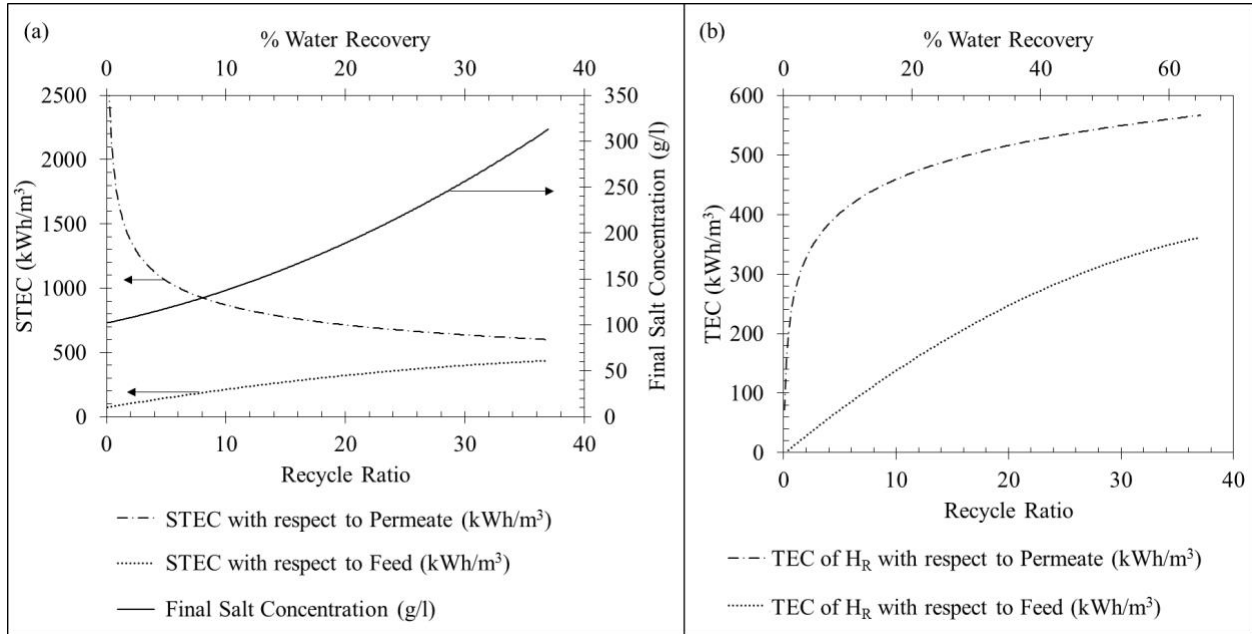 (a)
% Water Recovery
0 10 20 30 40
2500
2000
1500
1000
500
0
STEC (kWh/m³)
350
300
250
200
150
100
50
0
Final Salt Concentration (g/l)
0 10 20 30 40
Recycle Ratio
STEC with respect to Permeate (kWh/m³)
STEC with respect to Feed (kWh/m³)
Final Salt Concentration (g/l)
(b)
% Water Recovery
0 20 40 60
600
500
400
300
200
100
0
TEC (kWh/m³)
0 10 20 30 40
Recycle Ratio
TEC of H_R with respect to Permeate (kWh/m³)
TEC of H_R with respect to Feed (kWh/m³)